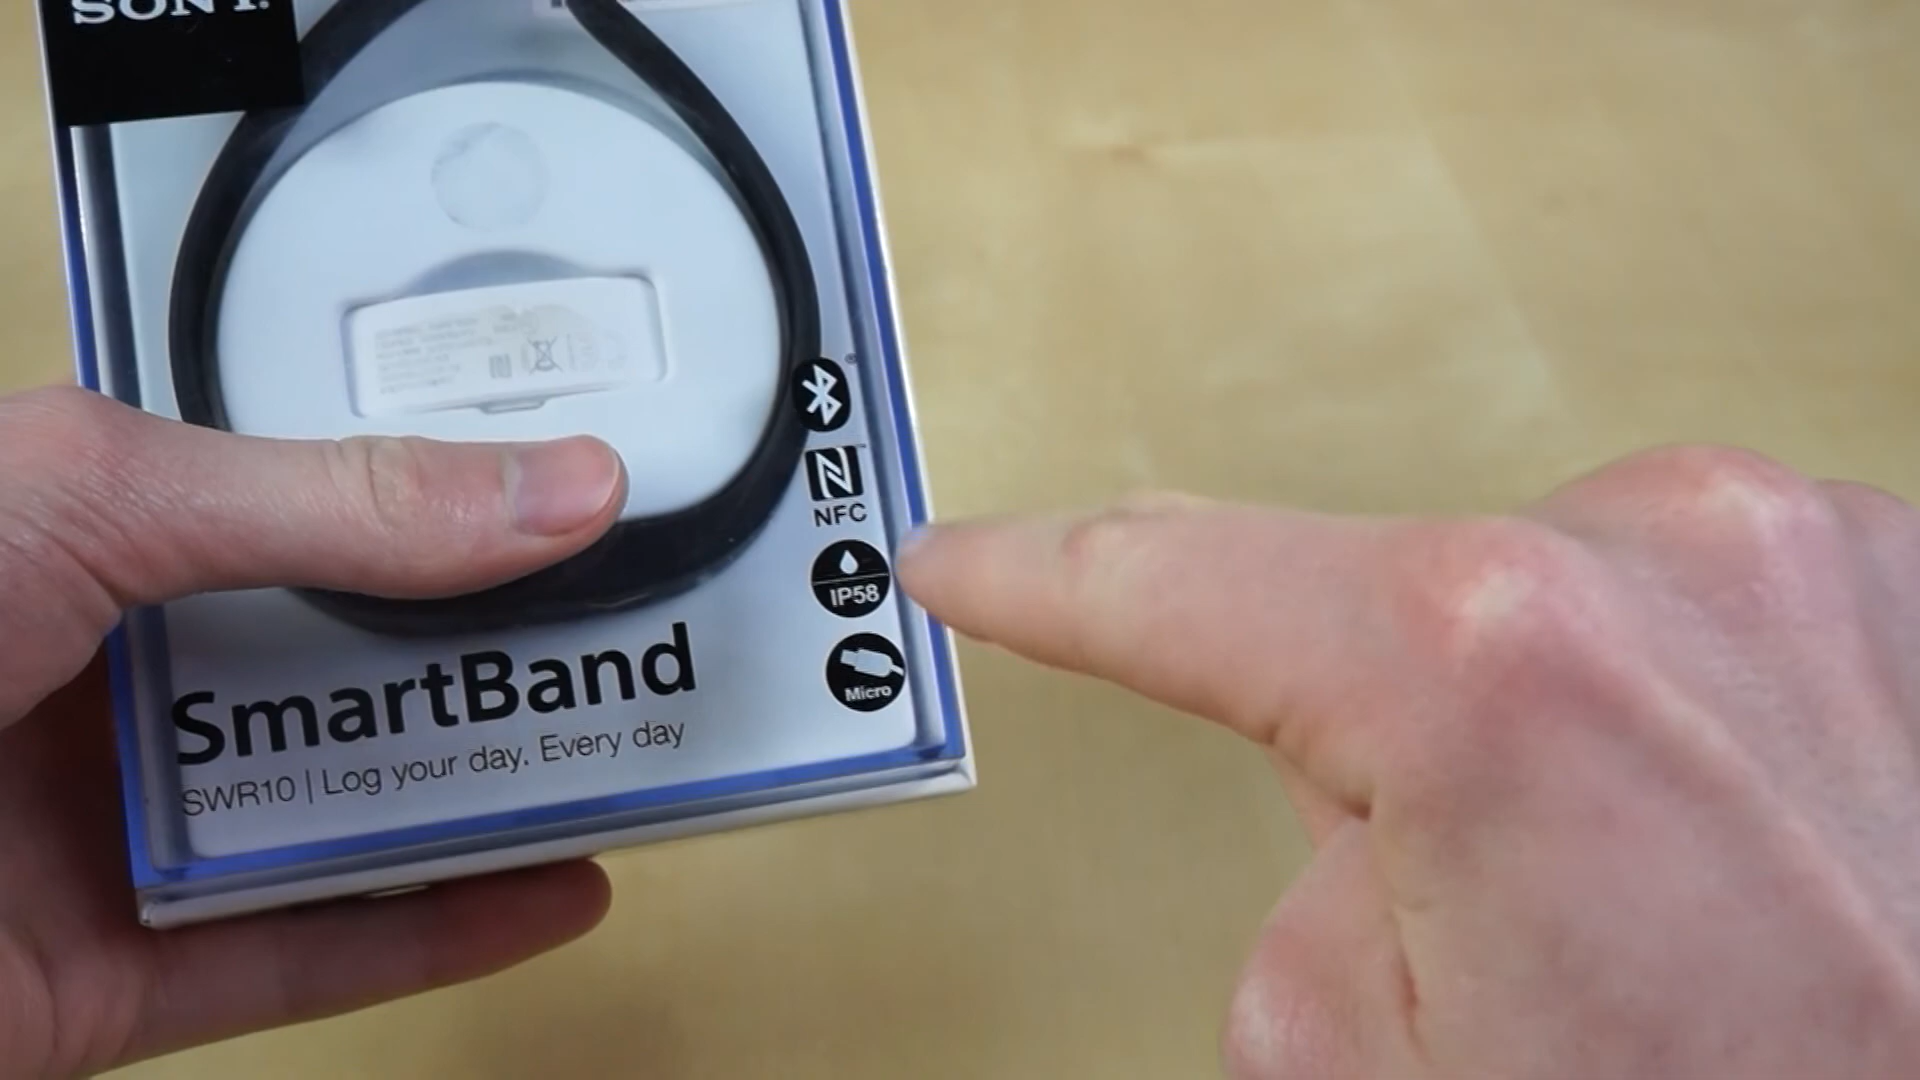 SONY
NFC
IP58
Micro
SmartBand
SWR10 | Log your day. Every day